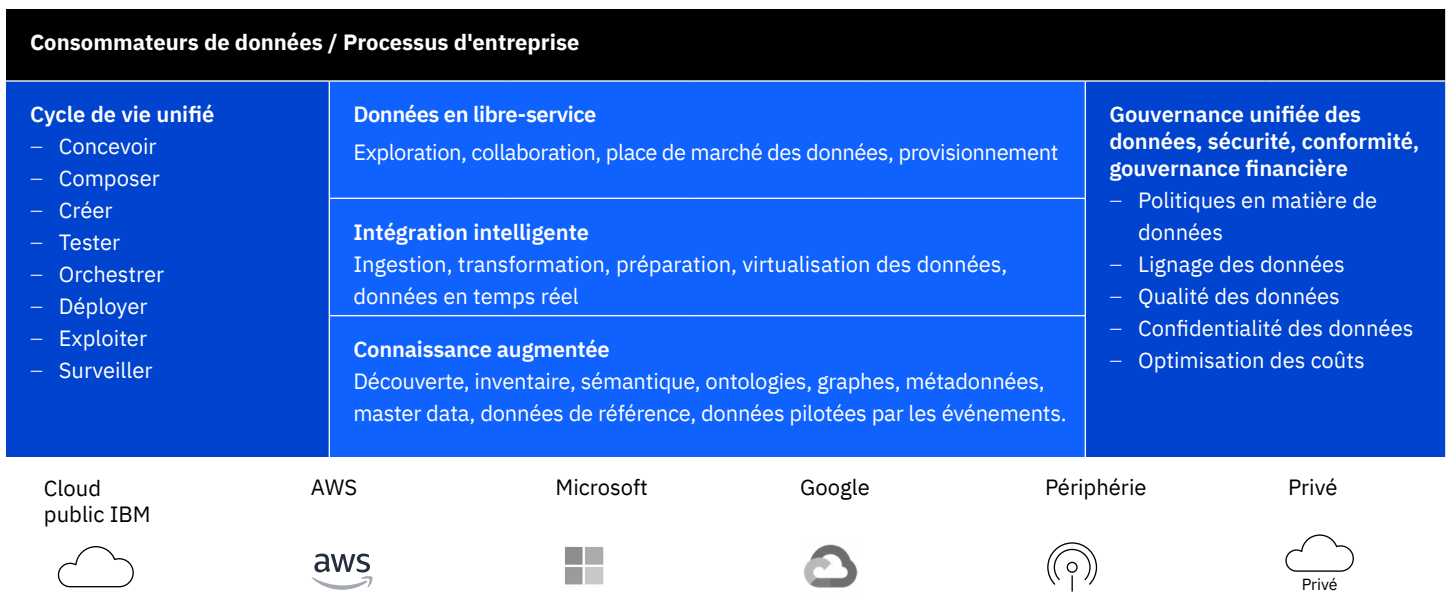 Consommateurs de données / Processus d'entreprise
Cycle de vie unifié
– Concevoir
– Composer
– Créer
– Tester
– Orchestrer
– Déployer
– Exploiter
– Surveiller
Données en libre-service
Exploration, collaboration, place de marché des données, provisionnement
Intégration intelligente
Ingestion, transformation, préparation, virtualisation des données,
données en temps réel
Connaissance augmentée
Découverte, inventaire, sémantique, ontologies, graphes, métadonnées,
master data, données de référence, données pilotées par les événements.
Gouvernance unifiée des
données, sécurité, conformité,
gouvernance financière
– Politiques en matière de
données
– Lignage des données
– Qualité des données
– Confidentialité des données
– Optimisation des coûts
Cloud
public IBM
AWS
Microsoft
Google
Périphérie
Privé
aws
Privé